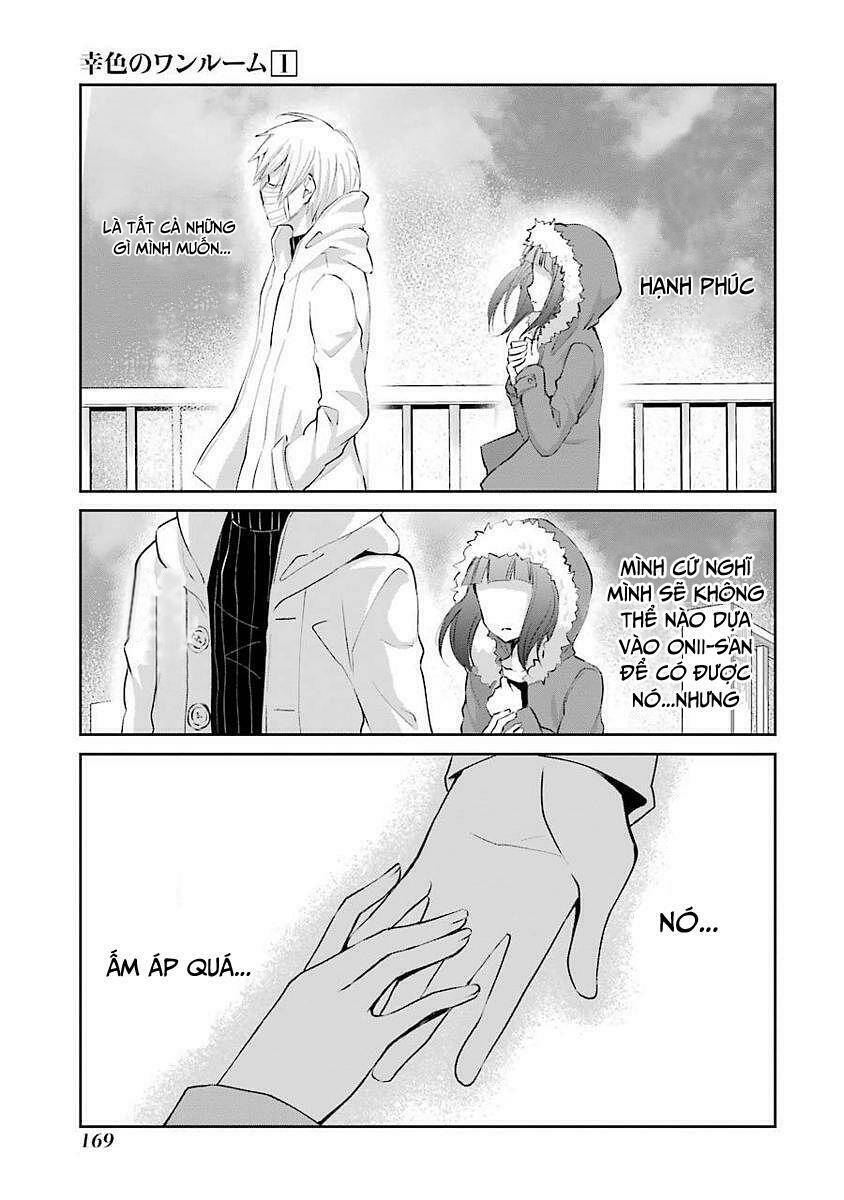 幸色のワンルーム 1
HẠNH PHÚC
LÀ TẤT CẢ NHỮNG
GÌ MÌNH MUỐN...
MÌNH CỨ NGHĨ
MÌNH SẼ KHÔNG
THỂ NÀO DỰA
VÀO ONII-SAN
ĐỂ CÓ ĐƯỢC
NÓ...NHƯNG
NÓ...
ẤM ÁP QUÁ...
169